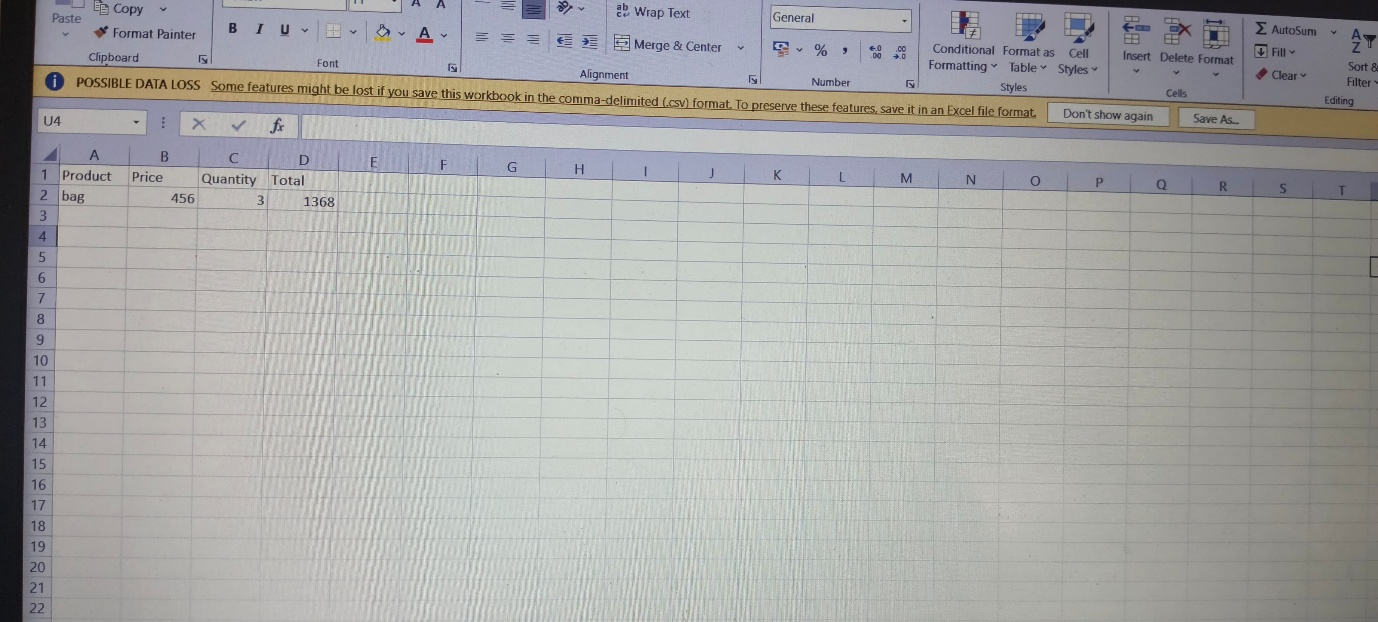 Copy
Paste
Format Painter
Clipboard
B I U
A
Font
ab Wrap Text
Merge & Center
Alignment
General
% ,
Number
Conditional Formatting
Format as Table
Cell Styles
Styles
Insert Delete Format
Cells
Σ AutoSum
Fill
Clear
A Z
Sort &
Filter
Editing
POSSIBLE DATA LOSS Some features might be lost if you save this workbook in the comma-delimited (.csv) format. To preserve these features, save it in an Excel file format. Don't show again Save As...
U4 fx
A B C D E F G H I J K L M N O P Q R S T
1 Product Price Quantity Total
2 bag 456 3 1368
3
4
5
6
7
8
9
10
11
12
13
14
15
16
17
18
19
20
21
22